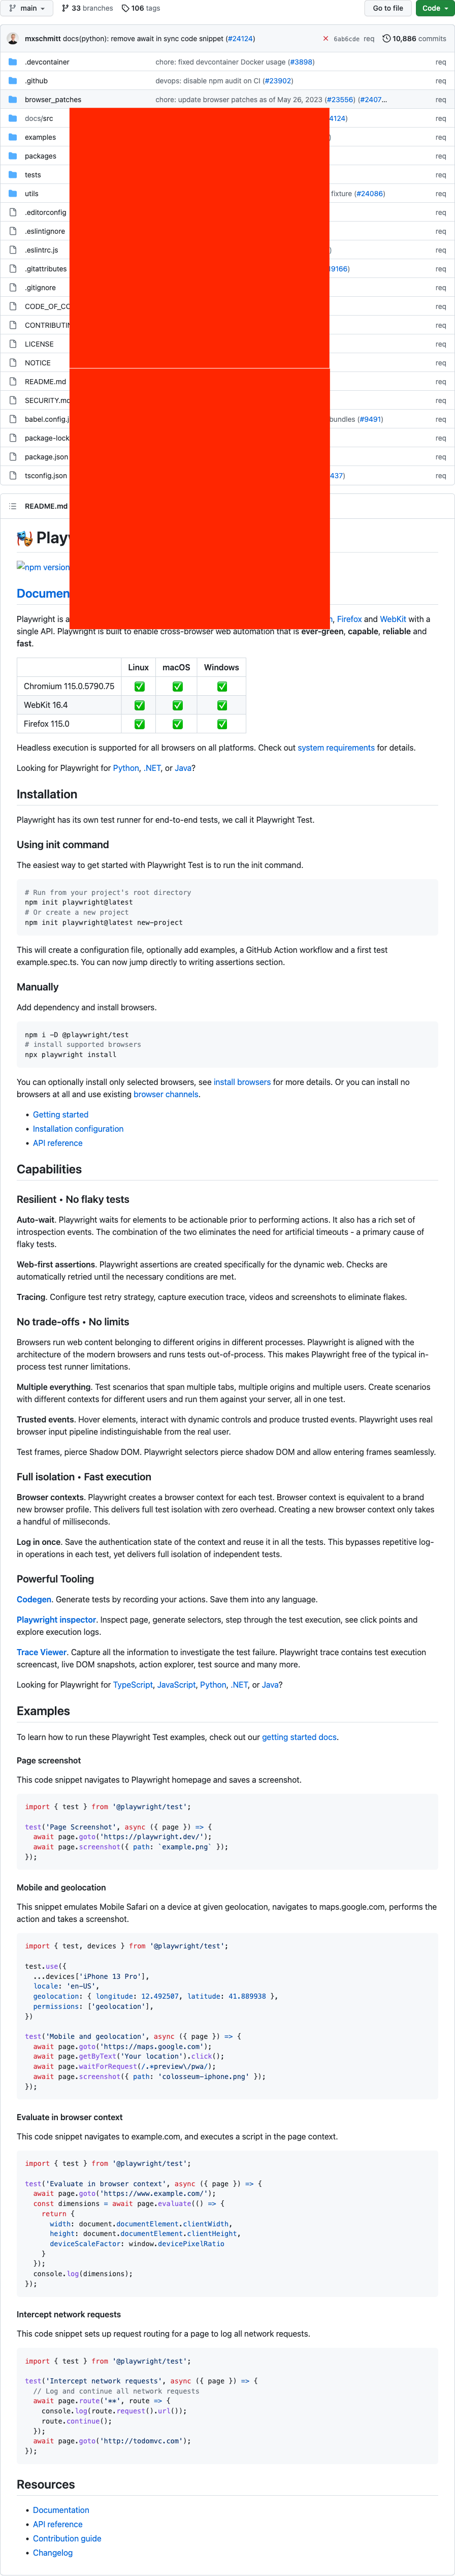 main 33 branches 106 tags Go to file Code
mxschmitt docs(python): remove await in sync code snippet (#24124) 6ab6cde req 10,886 commits
.devcontainer chore: fixed devcontainer Docker usage (#3898) req
.github devops: disable npm audit on CI (#23902) req
browser_patches chore: update browser patches as of May 26, 2023 (#23556) (#2407... req
docs/src 4124) req
examples ) req
packages req
tests req
utils fixture (#24086) req
.editorconfig req
.eslintignore req
.eslintrc.js ) req
.gitattributes 19166) req
.gitignore req
CODE_OF_CO req
CONTRIBUTIN req
LICENSE req
NOTICE req
README.md req
SECURITY.md req
babel.config.j bundles (#9491) req
package-lock req
package.json req
tsconfig.json 437) req
README.md
🎭 Playw
npm version
Documen
Playwright is a , Firefox and WebKit with a
single API. Playwright is built to enable cross-browser web automation that is ever-green, capable, reliable and
fast.
Linux macOS Windows
Chromium 115.0.5790.75 ✅ ✅ ✅
WebKit 16.4 ✅ ✅ ✅
Firefox 115.0 ✅ ✅ ✅
Headless execution is supported for all browsers on all platforms. Check out system requirements for details.
Looking for Playwright for Python, .NET, or Java?
Installation
Playwright has its own test runner for end-to-end tests, we call it Playwright Test.
Using init command
The easiest way to get started with Playwright Test is to run the init command.
# Run from your project's root directory
npm init playwright@latest
# Or create a new project
npm init playwright@latest new-project
This will create a configuration file, optionally add examples, a GitHub Action workflow and a first test
example.spec.ts. You can now jump directly to writing assertions section.
Manually
Add dependency and install browsers.
npm i -D @playwright/test
# install supported browsers
npx playwright install
You can optionally install only selected browsers, see install browsers for more details. Or you can install no
browsers at all and use existing browser channels.
• Getting started
• Installation configuration
• API reference
Capabilities
Resilient • No flaky tests
Auto-wait. Playwright waits for elements to be actionable prior to performing actions. It also has a rich set of
introspection events. The combination of the two eliminates the need for artificial timeouts - a primary cause of
flaky tests.
Web-first assertions. Playwright assertions are created specifically for the dynamic web. Checks are
automatically retried until the necessary conditions are met.
Tracing. Configure test retry strategy, capture execution trace, videos and screenshots to eliminate flakes.
No trade-offs • No limits
Browsers run web content belonging to different origins in different processes. Playwright is aligned with the
architecture of the modern browsers and runs tests out-of-process. This makes Playwright free of the typical in-
process test runner limitations.
Multiple everything. Test scenarios that span multiple tabs, multiple origins and multiple users. Create scenarios
with different contexts for different users and run them against your server, all in one test.
Trusted events. Hover elements, interact with dynamic controls and produce trusted events. Playwright uses real
browser input pipeline indistinguishable from the real user.
Test frames, pierce Shadow DOM. Playwright selectors pierce shadow DOM and allow entering frames seamlessly.
Full isolation • Fast execution
Browser contexts. Playwright creates a browser context for each test. Browser context is equivalent to a brand
new browser profile. This delivers full test isolation with zero overhead. Creating a new browser context only takes
a handful of milliseconds.
Log in once. Save the authentication state of the context and reuse it in all the tests. This bypasses repetitive log-
in operations in each test, yet delivers full isolation of independent tests.
Powerful Tooling
Codegen. Generate tests by recording your actions. Save them into any language.
Playwright inspector. Inspect page, generate selectors, step through the test execution, see click points and
explore execution logs.
Trace Viewer. Capture all the information to investigate the test failure. Playwright trace contains test execution
screencast, live DOM snapshots, action explorer, test source and many more.
Looking for Playwright for TypeScript, JavaScript, Python, .NET, or Java?
Examples
To learn how to run these Playwright Test examples, check out our getting started docs.
Page screenshot
This code snippet navigates to Playwright homepage and saves a screenshot.
import { test } from '@playwright/test';
test('Page Screenshot', async ({ page }) => {
await page.goto('https://playwright.dev/');
await page.screenshot({ path: `example.png` });
});
Mobile and geolocation
This snippet emulates Mobile Safari on a device at given geolocation, navigates to maps.google.com, performs the
action and takes a screenshot.
import { test, devices } from '@playwright/test';
test.use({
...devices['iPhone 13 Pro'],
locale: 'en-US',
geolocation: { longitude: 12.492507, latitude: 41.889938 },
permissions: ['geolocation'],
})
test('Mobile and geolocation', async ({ page }) => {
await page.goto('https://maps.google.com');
await page.getByText('Your location').click();
await page.waitForRequest(/.*preview\/pwa/);
await page.screenshot({ path: 'colosseum-iphone.png' });
});
Evaluate in browser context
This code snippet navigates to example.com, and executes a script in the page context.
import { test } from '@playwright/test';
test('Evaluate in browser context', async ({ page }) => {
await page.goto('https://www.example.com/');
const dimensions = await page.evaluate(() => {
return {
width: document.documentElement.clientWidth,
height: document.documentElement.clientHeight,
deviceScaleFactor: window.devicePixelRatio
}
});
console.log(dimensions);
});
Intercept network requests
This code snippet sets up request routing for a page to log all network requests.
import { test } from '@playwright/test';
test('Intercept network requests', async ({ page }) => {
// Log and continue all network requests
await page.route('**', route => {
console.log(route.request().url());
route.continue();
});
await page.goto('http://todomvc.com');
});
Resources
• Documentation
• API reference
• Contribution guide
• Changelog